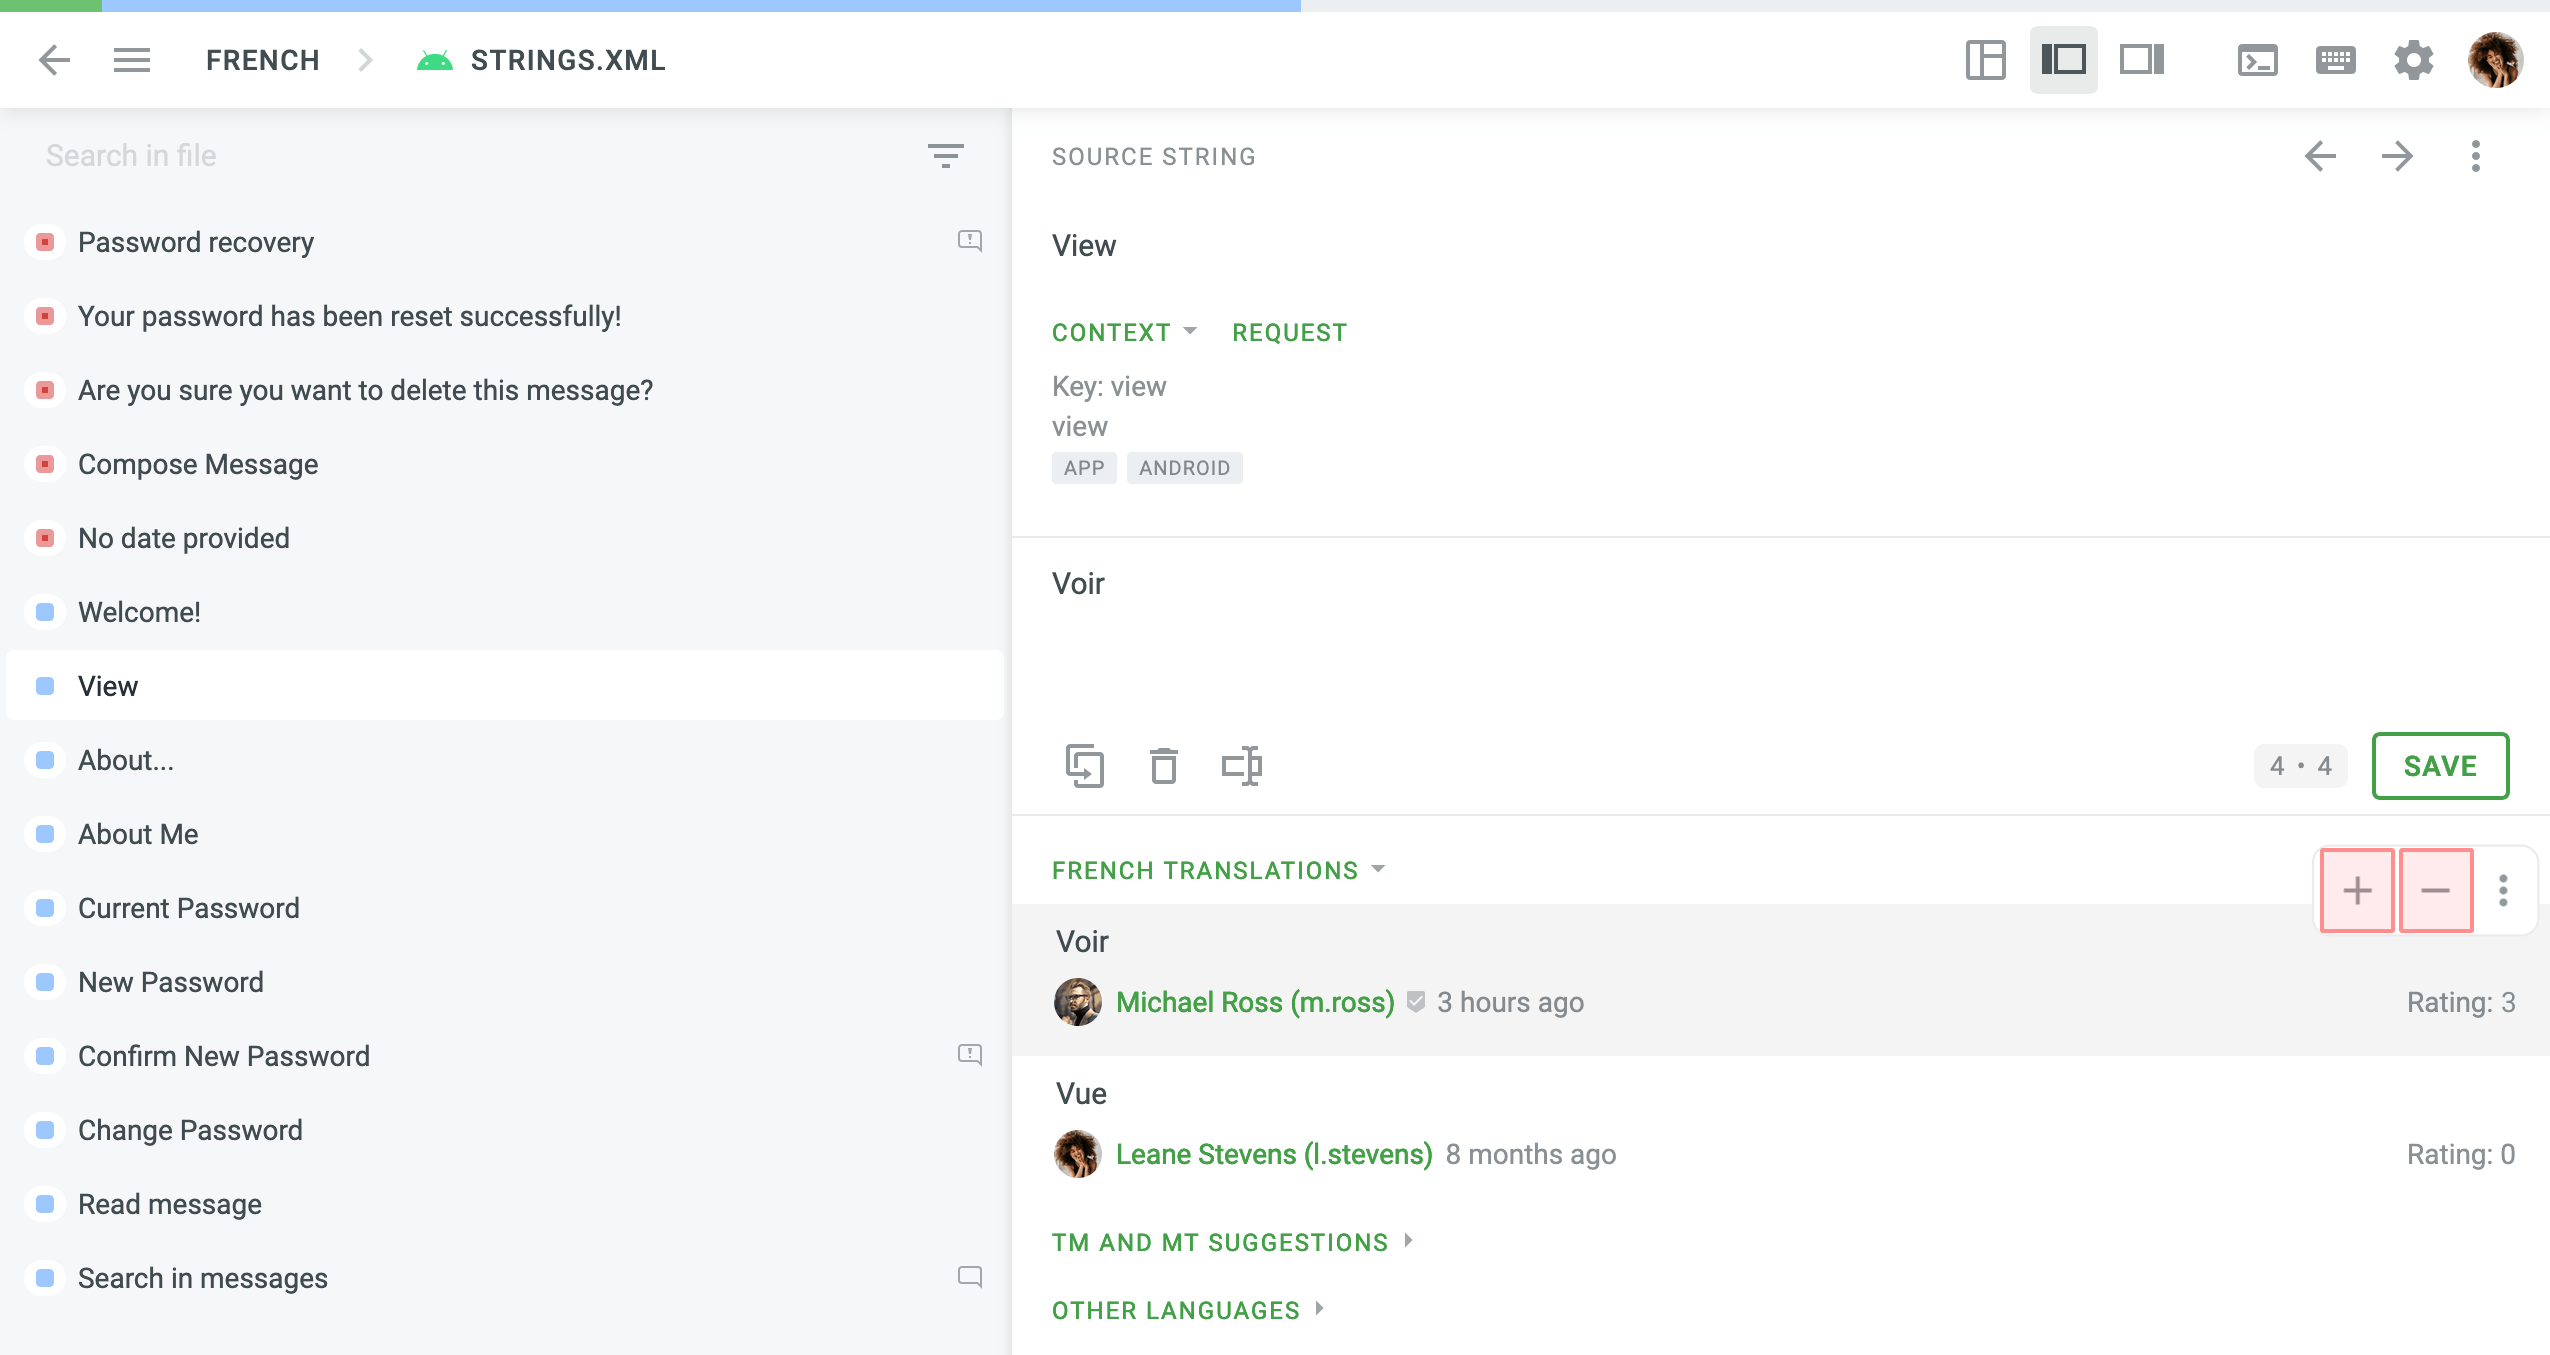 FRENCH
STRINGS.XML
Search in file
Password recovery
Your password has been reset successfully!
Are you sure you want to delete this message?
Compose Message
No date provided
Welcome!
View
About...
About Me
Current Password
New Password
Confirm New Password
Change Password
Read message
Search in messages
SOURCE STRING
View
CONTEXT REQUEST
Key: view
view
APP ANDROID
Voir
4 • 4 SAVE
FRENCH TRANSLATIONS
Voir
Michael Ross (m.ross) 3 hours ago Rating: 3
Vue
Leane Stevens (l.stevens) 8 months ago Rating: 0
TM AND MT SUGGESTIONS
OTHER LANGUAGES